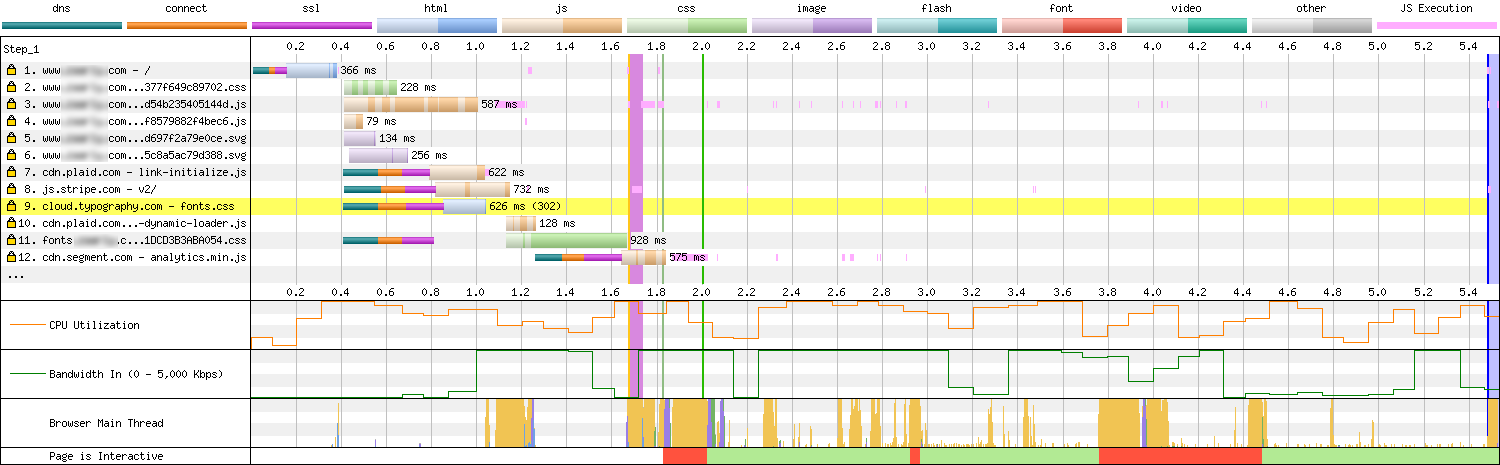 dns connect ssl html js css image flash font video other JS Execution
Step_1 0.2 0.4 0.6 0.8 1.0 1.2 1.4 1.6 1.8 2.0 2.2 2.4 2.6 2.8 3.0 3.2 3.4 3.6 3.8 4.0 4.2 4.4 4.6 4.8 5.0 5.2 5.4
1. www. com - / 366 ms
2. www. com...377f649c89702.css 228 ms
3. www. com...d54b235405144d.js 587 ms
4. www. com...f8579882f4bec6.js 79 ms
5. www. com...d697f2a79e0ce.svg 134 ms
6. www. com...5c8a5ac79d388.svg 256 ms
7. cdn.plaid.com - link-initialize.js 622 ms
8. js.stripe.com - v2/ 732 ms
9. cloud.typography.com - fonts.css 626 ms (302)
10. cdn.plaid.com...-dynamic-loader.js 128 ms
11. fonts. .c...1DCD3B3ABA054.css 928 ms
12. cdn.segment.com - analytics.min.js 575 ms
...
0.2 0.4 0.6 0.8 1.0 1.2 1.4 1.6 1.8 2.0 2.2 2.4 2.6 2.8 3.0 3.2 3.4 3.6 3.8 4.0 4.2 4.4 4.6 4.8 5.0 5.2 5.4
CPU Utilization
Bandwidth In (0 - 5,000 Kbps)
Browser Main Thread
Page is Interactive